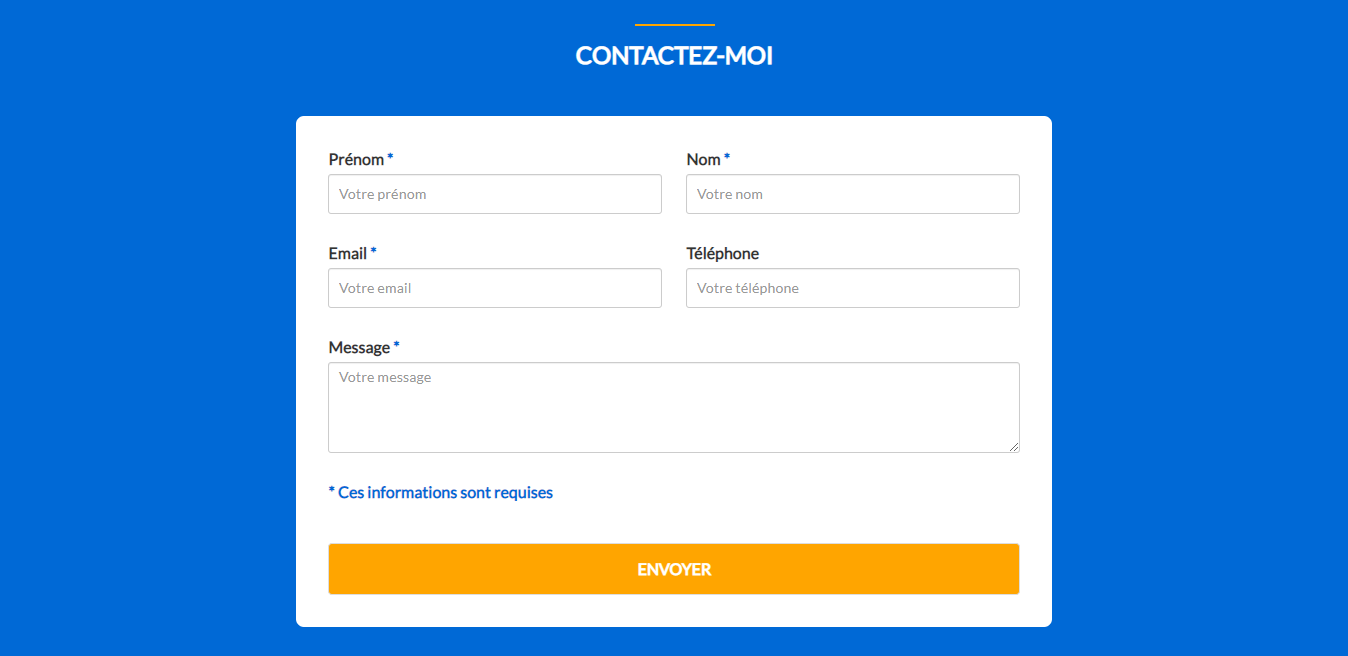 CONTACTEZ-MOI
Prénom *
Nom *
Votre prénom
Votre nom
Email *
Téléphone
Votre email
Votre téléphone
Message *
Votre message
* Ces informations sont requises
ENVOYER